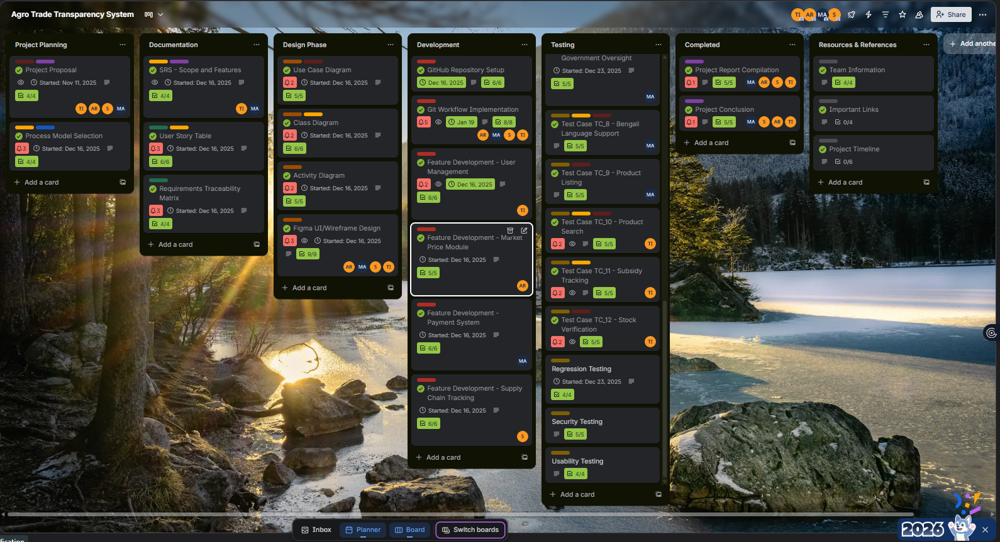 Agro Trade Transparency System
TI AR MA S
Share
Project Planning
Project Proposal
Started: Nov 11, 2025
4/4
TI AR S MA
Process Model Selection
3 Started: Dec 16, 2025
4/4
Add a card
Documentation
SRS - Scope and Features
Started: Dec 16, 2025
4/4
TI MA
User Story Table
3 Started: Dec 16, 2025
6/6
Requirements Traceability
Matrix
3 Started: Dec 16, 2025
4/4
Add a card
Design Phase
Use Case Diagram
2 Started: Dec 16, 2025
5/5
Class Diagram
2 Started: Dec 16, 2025
6/6
Activity Diagram
2 Started: Dec 16, 2025
5/5
Figma UI/Wireframe Design
3 Started: Dec 16, 2025
9/9
AR MA S TI
Add a card
Development
GitHub Repository Setup
Dec 16, 2025 6/6
Git Workflow Implementation
5 Jan 19 8/8
AR MA S TI
Feature Development - User
Management
2 Dec 16, 2025
6/6
TI
Feature Development - Market
Price Module
Started: Dec 16, 2025
5/5
AR
Feature Development -
Payment System
Started: Dec 16, 2025
6/6
MA
Feature Development - Supply
Chain Tracking
Started: Dec 16, 2025
6/6
S
Add a card
Testing
Government Oversight
Started: Dec 23, 2025
5/5
MA
Test Case TC_8 - Bengali
Language Support
5/5 MA
Test Case TC_9 - Product
Listing
5/5 MA
Test Case TC_10 - Product
Search
2 5/5 TI
Test Case TC_11 - Subsidy
Tracking
2 5/5 TI
Test Case TC_12 - Stock
Verification
2 5/5 TI
Regression Testing
Started: Dec 23, 2025
4/4
Security Testing
5/5
Usability Testing
4/4
Add a card
Completed
Project Report Compilation
1 5/5 MA AR S TI
Project Conclusion
1 5/5 MA S AR TI
Add a card
Resources & References
Team Information
4/4
Important Links
0/4
Project Timeline
0/6
Add a card
Add anothe
Inbox
Planner
Board
Switch boards
2026
fication